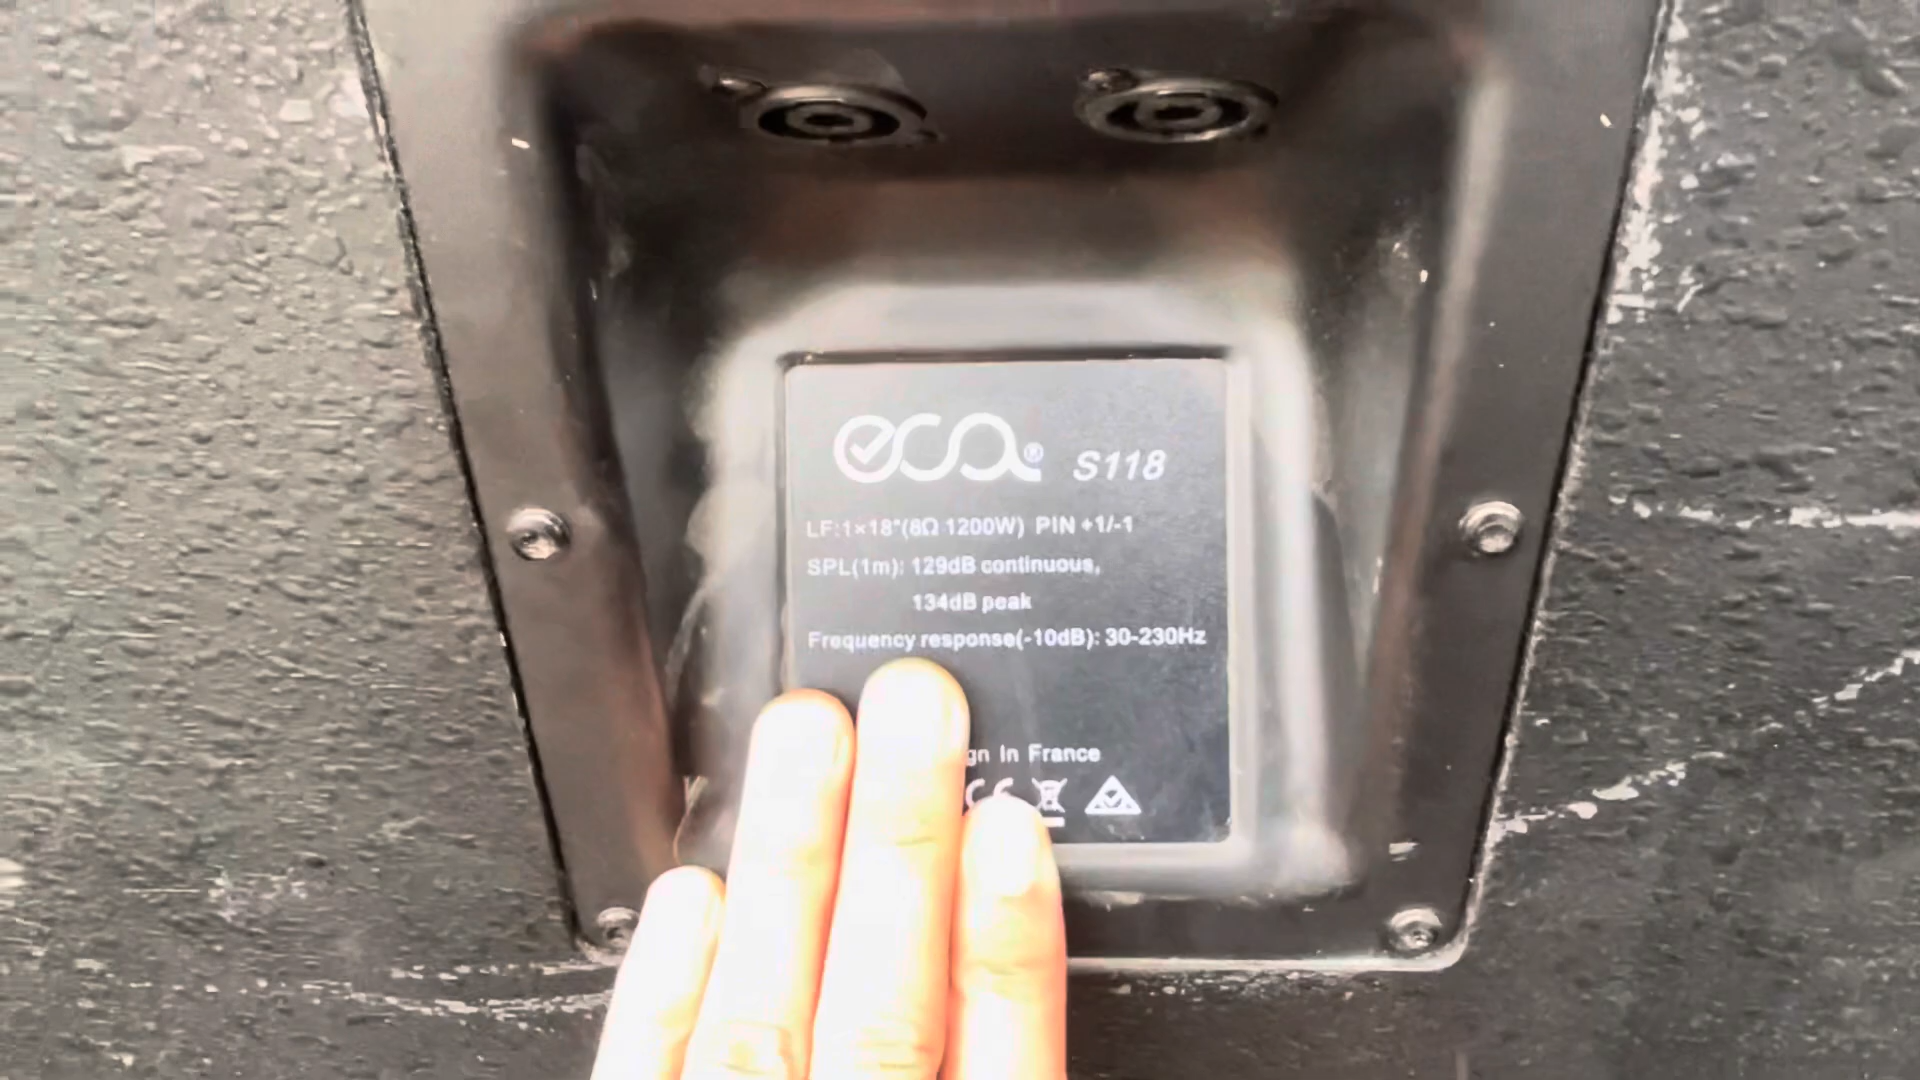 eca® S118
LF:1×18"(8Ω 1200W) PIN +1/-1
SPL(1m): 129dB continuous,
134dB peak
Frequency response(-10dB): 30-230Hz
gn In France
CE